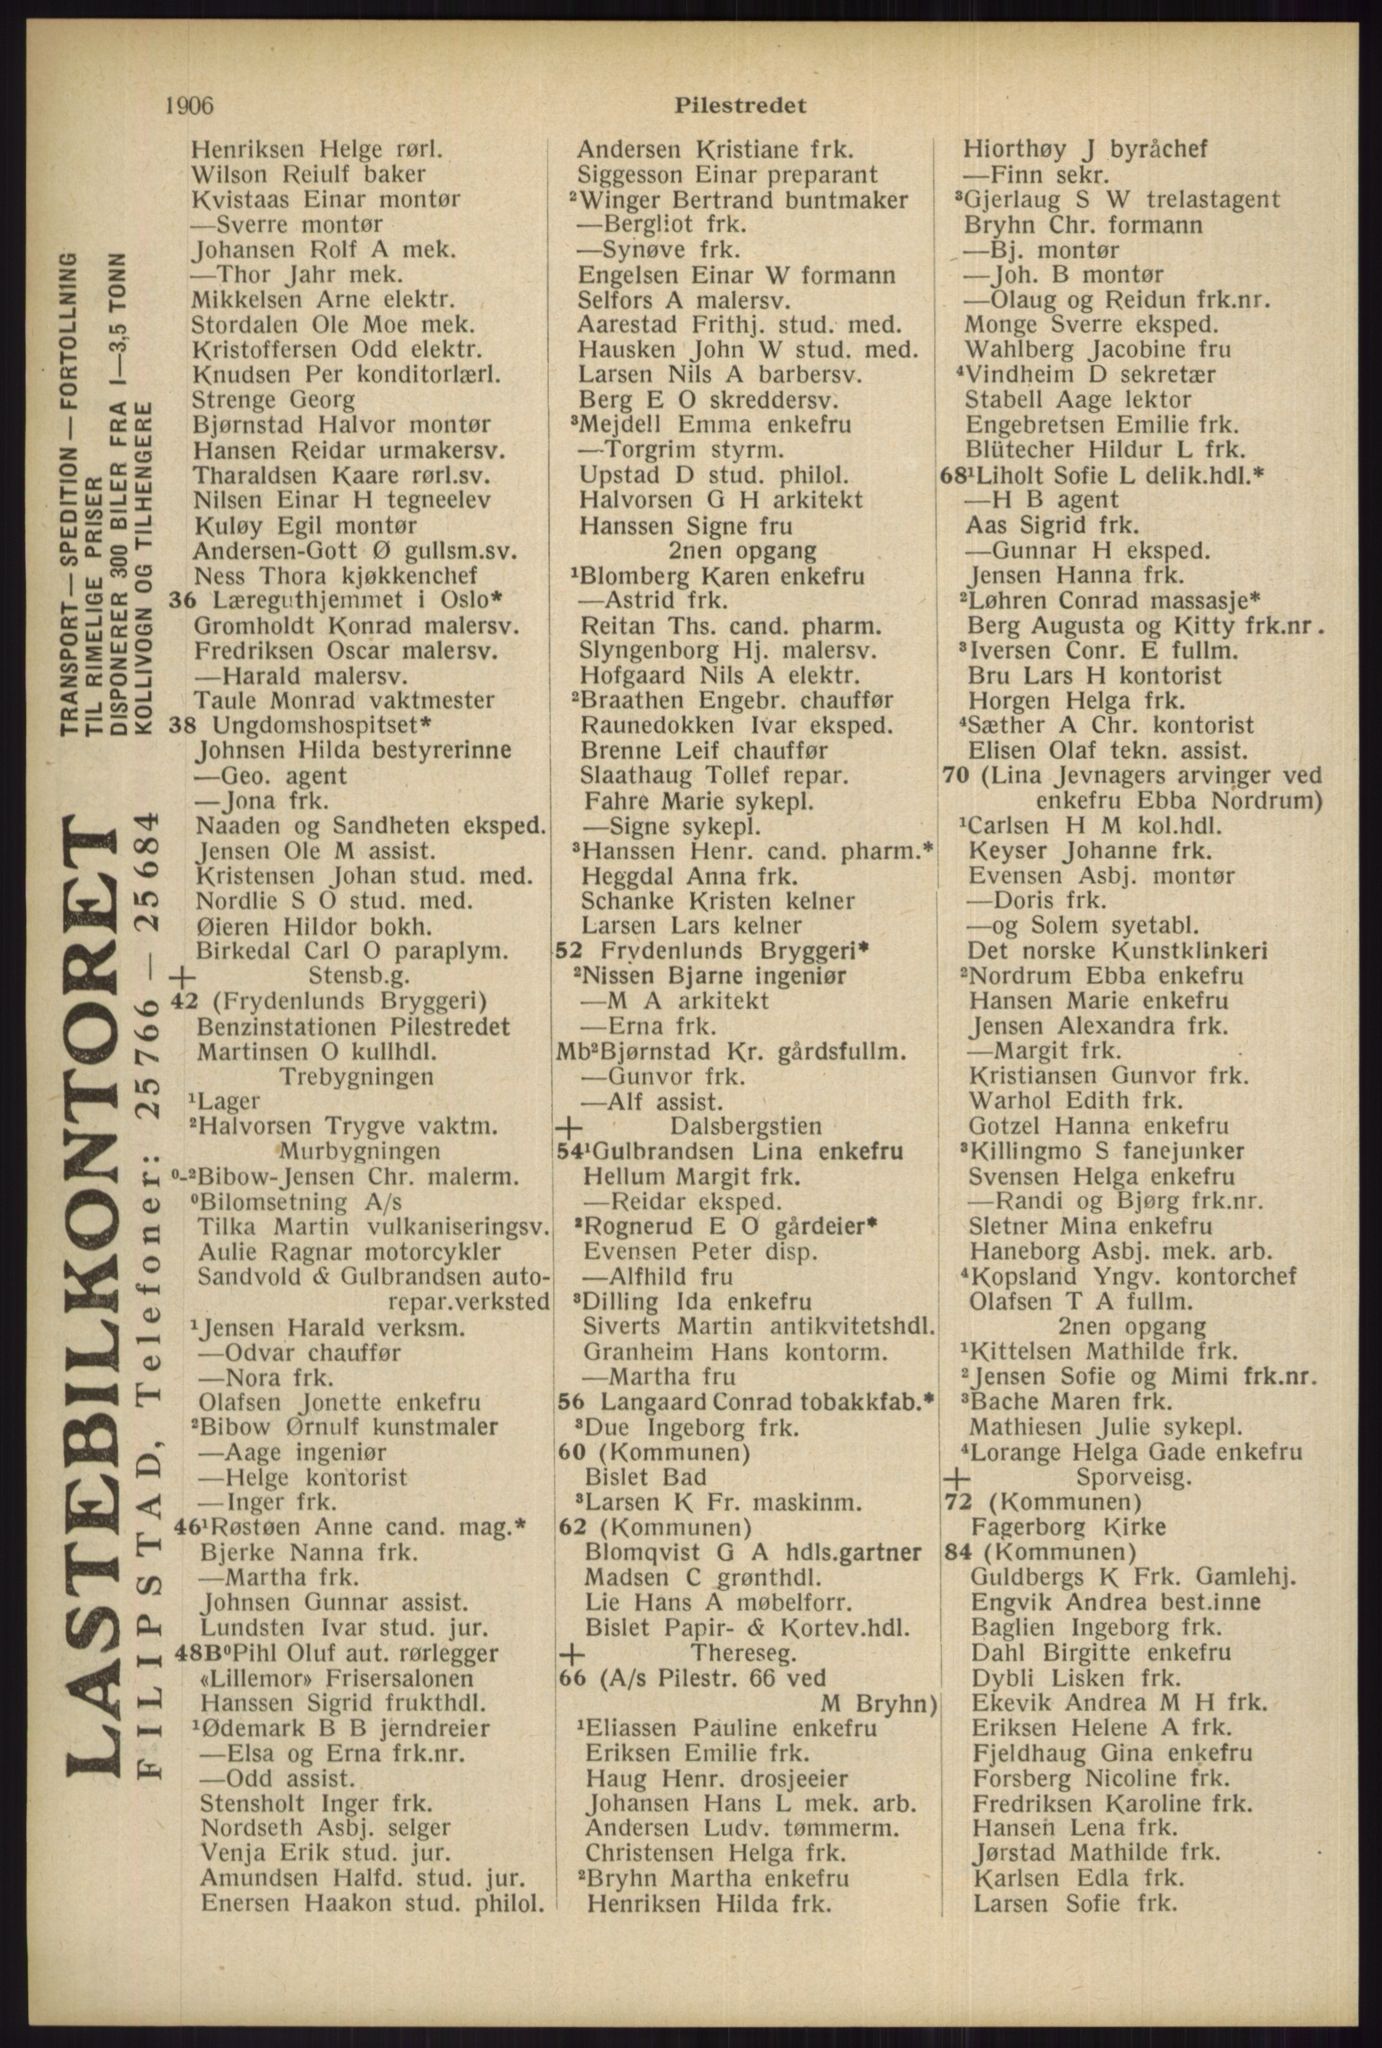 1906
Pilestredet
TRANSPORT—SPEDITION—FORTOLLNING
TIL RIMELIGE PRISER
DISPONERER 300 BILER FRA 1—3,5 TONN
KOLLIVOGN OG TILHENGERE
LASTEBILKONTORET
FILIPSTAD, Telefoner: 25766 — 25684
Henriksen Helge rørl.
Wilson Reiulf baker
Kvistaas Einar montør
—Sverre montør
Johansen Rolf A mek.
—Thor Jahr mek.
Mikkelsen Arne elektr.
Stordalen Ole Moe mek.
Kristoffersen Odd elektr.
Knudsen Per konditorlærl.
Strenge Georg
Bjørnstad Halvor montør
Hansen Reidar urmakersv.
Tharaldsen Kaare rørl.sv.
Nilsen Einar H tegneelev
Kuløy Egil montør
Andersen-Gott Ø gullsm.sv.
Ness Thora kjøkkenchef
36 Læreguthjemmet i Oslo*
Gromholdt Konrad malersv.
Fredriksen Oscar malersv.
—Harald malersv.
Taule Monrad vaktmester
38 Ungdomshospitset*
Johnsen Hilda bestyrerinne
—Geo. agent
—Jona frk.
Naaden og Sandheten eksped.
Jensen Ole M assist.
Kristensen Johan stud. med.
Nordlie S O stud. med.
Øieren Hildor bokh.
Birkedal Carl O paraplym.
+ Stensb.g.
42 (Frydenlunds Bryggeri)
Benzinstationen Pilestredet
Martinsen O kullhdl.
Trebygningen
¹Lager
²Halvorsen Trygve vaktm.
Murbygningen
⁰-²Bibow-Jensen Chr. malerm.
⁰Bilomsetning A/s
Tilka Martin vulkaniseringsv.
Aulie Ragnar motorcykler
Sandvold & Gulbrandsen auto-
repar.verksted
¹Jensen Harald verksm.
—Odvar chauffør
—Nora frk.
Olafsen Jonette enkefru
²Bibow Ørnulf kunstmaler
—Aage ingeniør
—Helge kontorist
—Inger frk.
46¹Røstøen Anne cand. mag.*
Bjerke Nanna frk.
—Martha frk.
Johnsen Gunnar assist.
Lundsten Ivar stud. jur.
48B⁰Pihl Oluf aut. rørlegger
«Lillemor» Frisersalonen
Hanssen Sigrid frukthdl.
¹Ødemark B B jerndreier
—Elsa og Erna frk.nr.
—Odd assist.
Stensholt Inger frk.
Nordseth Asbj. selger
Venja Erik stud. jur.
Amundsen Halfd. stud. jur.
Enersen Haakon stud. philol.
Andersen Kristiane frk.
Siggesson Einar preparant
²Winger Bertrand buntmaker
—Bergliot frk.
—Synøve frk.
Engelsen Einar W formann
Selfors A malersv.
Aarestad Frithj. stud. med.
Hausken John W stud. med.
Larsen Nils A barbersv.
Berg E O skreddersv.
³Mejdell Emma enkefru
—Torgrim styrm.
Upstad D stud. philol.
Halvorsen G H arkitekt
Hanssen Signe fru
2nen opgang
¹Blomberg Karen enkefru
—Astrid frk.
Reitan Ths. cand. pharm.
Slyngenborg Hj. malersv.
Hofgaard Nils A elektr.
²Braathen Engebr. chauffør
Raunedokken Ivar eksped.
Brenne Leif chauffør
Slaathaug Tollef repar.
Fahre Marie sykepl.
—Signe sykepl.
³Hanssen Henr. cand. pharm.*
Heggdal Anna frk.
Schanke Kristen kelner
Larsen Lars kelner
52 Frydenlunds Bryggeri*
²Nissen Bjarne ingeniør
—M A arkitekt
—Erna frk.
Mb²Bjørnstad Kr. gårdsfullm.
—Gunvor frk.
—Alf assist.
+ Dalsbergstien
54¹Gulbrandsen Lina enkefru
Hellum Margit frk.
—Reidar eksped.
²Rognerud E O gårdeier*
Evensen Peter disp.
—Alfhild fru
³Dilling Ida enkefru
Siverts Martin antikvitetshdl.
Granheim Hans kontorm.
—Martha fru
56 Langaard Conrad tobakkfab.*
³Due Ingeborg frk.
60 (Kommunen)
Bislet Bad
³Larsen K Fr. maskinm.
62 (Kommunen)
Blomqvist G A hdls.gartner
Madsen C grønthdl.
Lie Hans A møbelforr.
Bislet Papir- & Kortev.hdl.
+ Thereseg.
66 (A/s Pilestr. 66 ved
M Bryhn)
¹Eliassen Pauline enkefru
Eriksen Emilie frk.
Haug Henr. drosjeeier
Johansen Hans L mek. arb.
Andersen Ludv. tømmerm.
Christensen Helga frk.
²Bryhn Martha enkefru
Henriksen Hilda frk.
Hiorthøy J byråchef
—Finn sekr.
³Gjerlaug S W trelastagent
Bryhn Chr. formann
—Bj. montør
—Joh. B montør
—Olaug og Reidun frk.nr.
Monge Sverre eksped.
Wahlberg Jacobine fru
⁴Vindheim D sekretær
Stabell Aage lektor
Engebretsen Emilie frk.
Blütecher Hildur L frk.
68¹Liholt Sofie L delik.hdl.*
—H B agent
Aas Sigrid frk.
—Gunnar H eksped.
Jensen Hanna frk.
²Løhren Conrad massasje*
Berg Augusta og Kitty frk.nr.
³Iversen Conr. E fullm.
Bru Lars H kontorist
Horgen Helga frk.
⁴Sæther A Chr. kontorist
Elisen Olaf tekn. assist.
70 (Lina Jevnagers arvinger ved
enkefru Ebba Nordrum)
¹Carlsen H M kol.hdl.
Keyser Johanne frk.
Evensen Asbj. montør
—Doris frk.
—og Solem syetabl.
Det norske Kunstklinkeri
²Nordrum Ebba enkefru
Hansen Marie enkefru
Jensen Alexandra frk.
—Margit frk.
Kristiansen Gunvor frk.
Warhol Edith frk.
Gotzel Hanna enkefru
³Killingmo S fanejunker
Svensen Helga enkefru
—Randi og Bjørg frk.nr.
Sletner Mina enkefru
Haneborg Asbj. mek. arb.
⁴Kopsland Yngv. kontorchef
Olafsen T A fullm.
2nen opgang
¹Kittelsen Mathilde frk.
²Jensen Sofie og Mimi frk.nr.
³Bache Maren frk.
Mathiesen Julie sykepl.
⁴Lorange Helga Gade enkefru
+ Sporveisg.
72 (Kommunen)
Fagerborg Kirke
84 (Kommunen)
Guldbergs K Frk. Gamlehj.
Engvik Andrea best.inne
Baglien Ingeborg frk.
Dahl Birgitte enkefru
Dybli Lisken frk.
Ekevik Andrea M H frk.
Eriksen Helene A frk.
Fjeldhaug Gina enkefru
Forsberg Nicoline frk.
Fredriksen Karoline frk.
Hansen Lena frk.
Jørstad Mathilde frk.
Karlsen Edla frk.
Larsen Sofie frk.